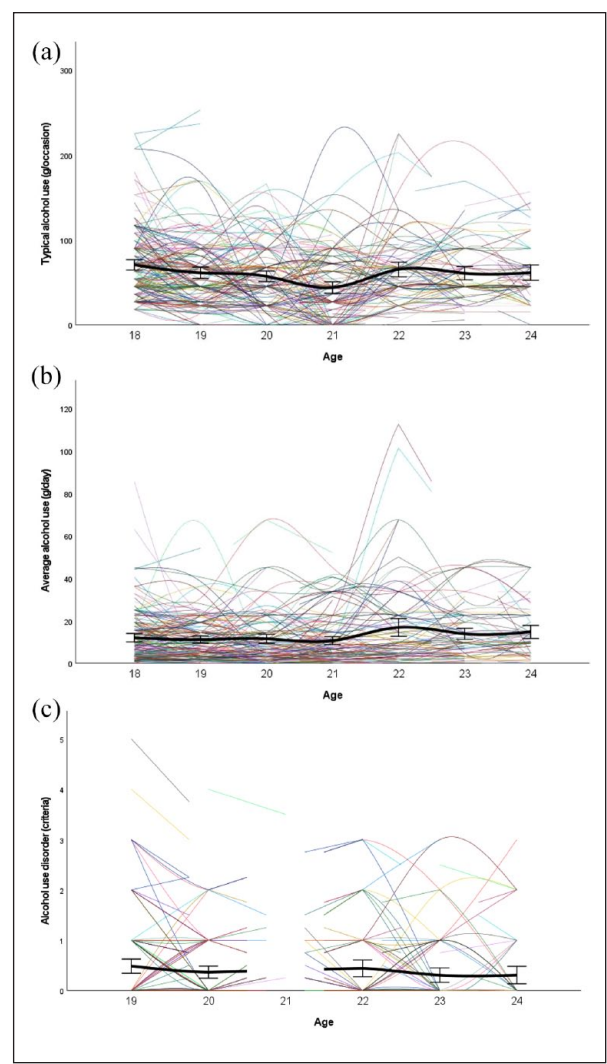 (a)
Typical alcohol use (g/occasion)
300
200
100
0
18 19 20 21 22 23 24
Age
(b)
Average alcohol use (g/day)
120
100
80
60
40
20
0
18 19 20 21 22 23 24
Age
(c)
Alcohol use disorder (criteria)
5
4
3
2
1
0
19 20 21 22 23 24
Age